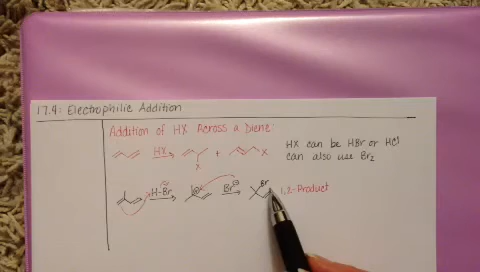 17.4: Electrophilic Addition
Addition of HX Across a Diene:
HX
X
+
X
HX can be HBr or HCl
can also use Br₂
H-Br
Br
Br
1,2-Product